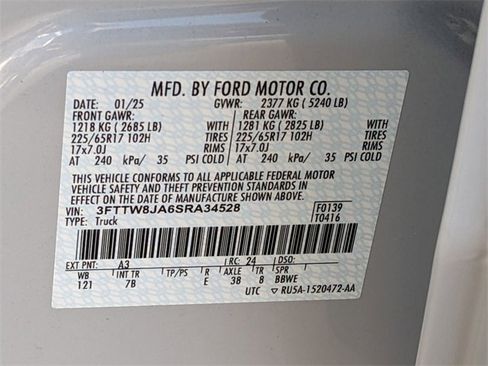 MFD. BY FORD MOTOR CO.
DATE: 01/25 GVWR: 2377 KG ( 5240 LB)
FRONT GAWR: REAR GAWR:
1218 KG ( 2685 LB) WITH 1281 KG ( 2825 LB) WITH
225/65R17 102H TIRES 225/65R17 102H TIRES
17x7.0J RIMS 17x7.0J RIMS
AT 240 kPa/ 35 PSI COLD AT 240 kPa/ 35 PSI COLD
THIS VEHICLE CONFORMS TO ALL APPLICABLE FEDERAL MOTOR
VEHICLE SAFETY AND THEFT PREVENTION STANDARDS IN
EFFECT ON THE DATE OF MANUFACTURE SHOWN ABOVE.
VIN: 3FTTW8JA6SRA34528 F0139
TYPE: Truck T0416
EXT PNT: A3 RC: 24 DSO:
WB INT TR TP/PS R AXLE TR SPR
121 7B E 3B 8 BBWE
UTC RU5A-1520472-AA